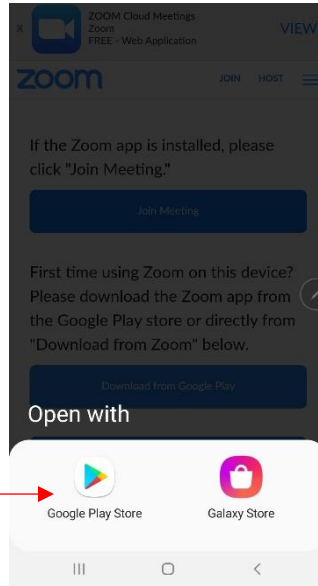 ZOOM Cloud Meetings
x
Zoom
VIEW
FREE - Web Application
zoom JOIN HOST
If the Zoom app is installed, please
click "Join Meeting."
Join Meeting
First time using Zoom on this device?
Please download the Zoom app from
the Google Play store or directly from
"Download from Zoom" below.
Download from Google Play
Open with
Google Play Store Galaxy Store